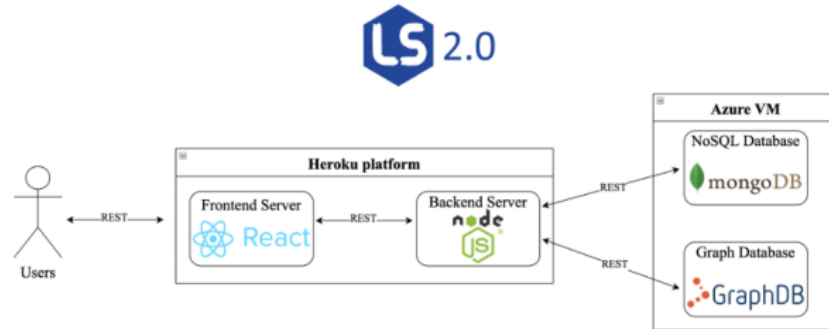 LS 2.0
Azure VM
NoSQL Database
mongoDB
Heroku platform
REST
Frontend Server
React
REST
Backend Server
node
JS
REST
REST
Graph Database
GraphDB
Users